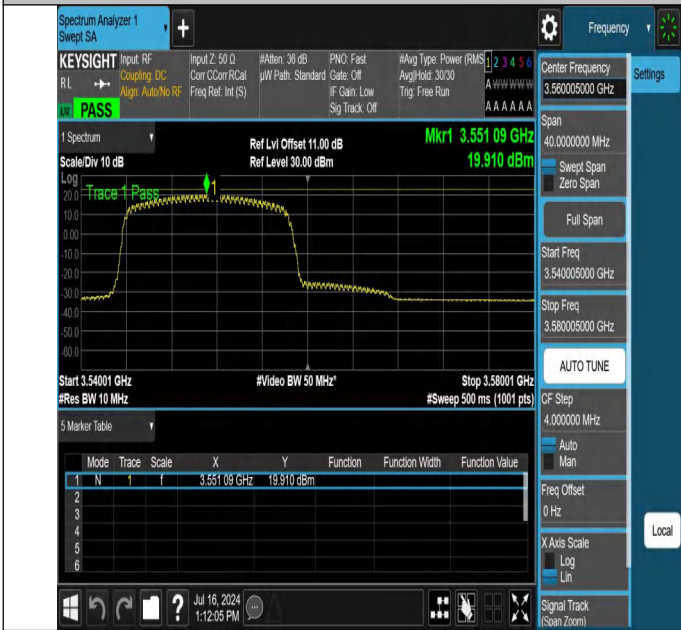 Spectrum Analyzer 1
Swept SA
Frequency
KEYSIGHT Input: RF
Coupling: DC
Align: Auto/No RF
RL
PASS
Input Z: 50 Ω
Corr CCorr RCal
Freq Ref: Int (S)
#Atten: 36 dB
µW Path: Standard
PNO: Fast
Gate: Off
IF Gain: Low
Sig Track: Off
#Avg Type: Power (RMS
Avg|Hold: 30/30
Trig: Free Run
1 2 3 4 5 6
A W W W W W
A A A A A A
1 Spectrum
Scale/Div 10 dB
Ref Lvl Offset 11.00 dB
Ref Level 30.00 dBm
Mkr1 3.551 09 GHz
19.910 dBm
Log
Trace 1 Pass
1
20.0
10.0
0.00
-10.0
-20.0
-30.0
-40.0
-50.0
-60.0
Start 3.54001 GHz
#Res BW 10 MHz
#Video BW 50 MHz*
Stop 3.58001 GHz
#Sweep 500 ms (1001 pts)
5 Marker Table
Mode Trace Scale X Y Function Function Width Function Value
1 N 1 f 3.551 09 GHz 19.910 dBm
2
3
4
5
6
Jul 16, 2024
1:12:05 PM
Center Frequency
3.560005000 GHz
Settings
Span
40.0000000 MHz
Swept Span
Zero Span
Full Span
Start Freq
3.540005000 GHz
Stop Freq
3.580005000 GHz
AUTO TUNE
CF Step
4.000000 MHz
Auto
Man
Freq Offset
0 Hz
Local
X Axis Scale
Log
Lin
Signal Track
(Span Zoom)